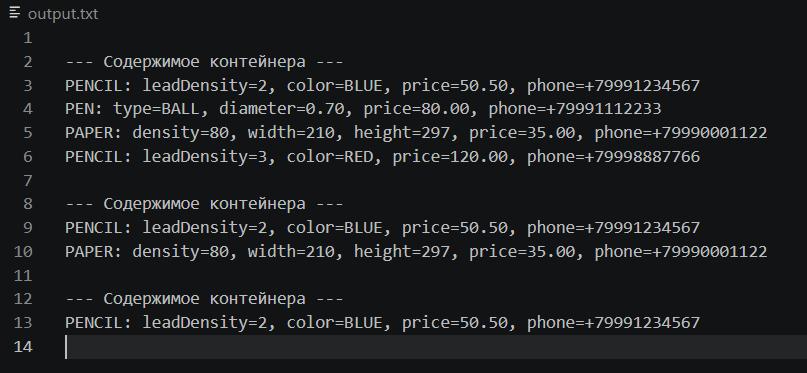 output.txt
1
2 --- Содержимое контейнера ---
3 PENCIL: leadDensity=2, color=BLUE, price=50.50, phone=+79991234567
4 PEN: type=BALL, diameter=0.70, price=80.00, phone=+79991112233
5 PAPER: density=80, width=210, height=297, price=35.00, phone=+79990001122
6 PENCIL: leadDensity=3, color=RED, price=120.00, phone=+79998887766
7
8 --- Содержимое контейнера ---
9 PENCIL: leadDensity=2, color=BLUE, price=50.50, phone=+79991234567
10 PAPER: density=80, width=210, height=297, price=35.00, phone=+79990001122
11
12 --- Содержимое контейнера ---
13 PENCIL: leadDensity=2, color=BLUE, price=50.50, phone=+79991234567
14